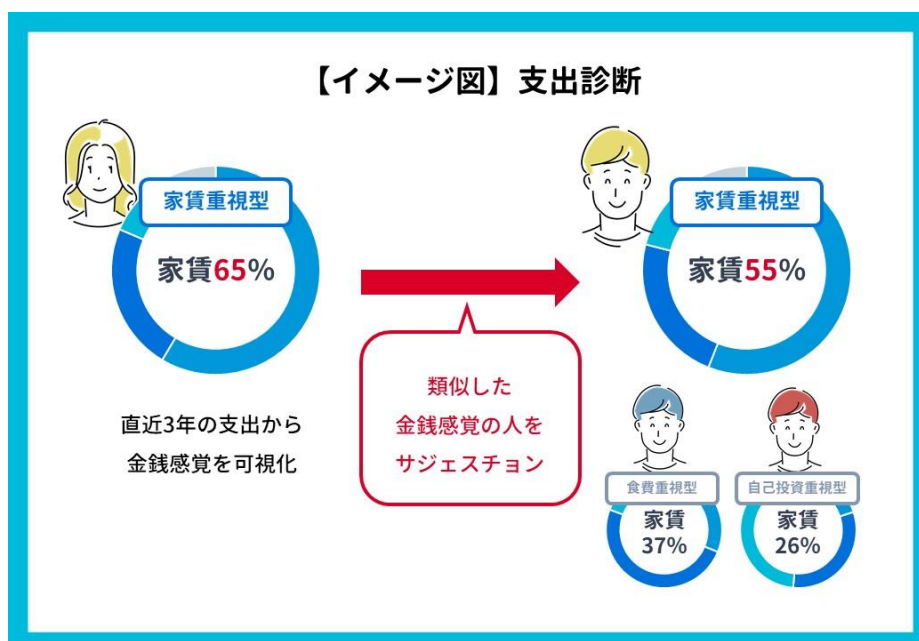 【イメージ図】支出診断
家賃重視型
家賃65%
直近3年の支出から
金銭感覚を可視化
類似した
金銭感覚の人を
サジェスチョン
家賃重視型
家賃55%
食費重視型
家賃
37%
自己投資重視型
家賃
26%